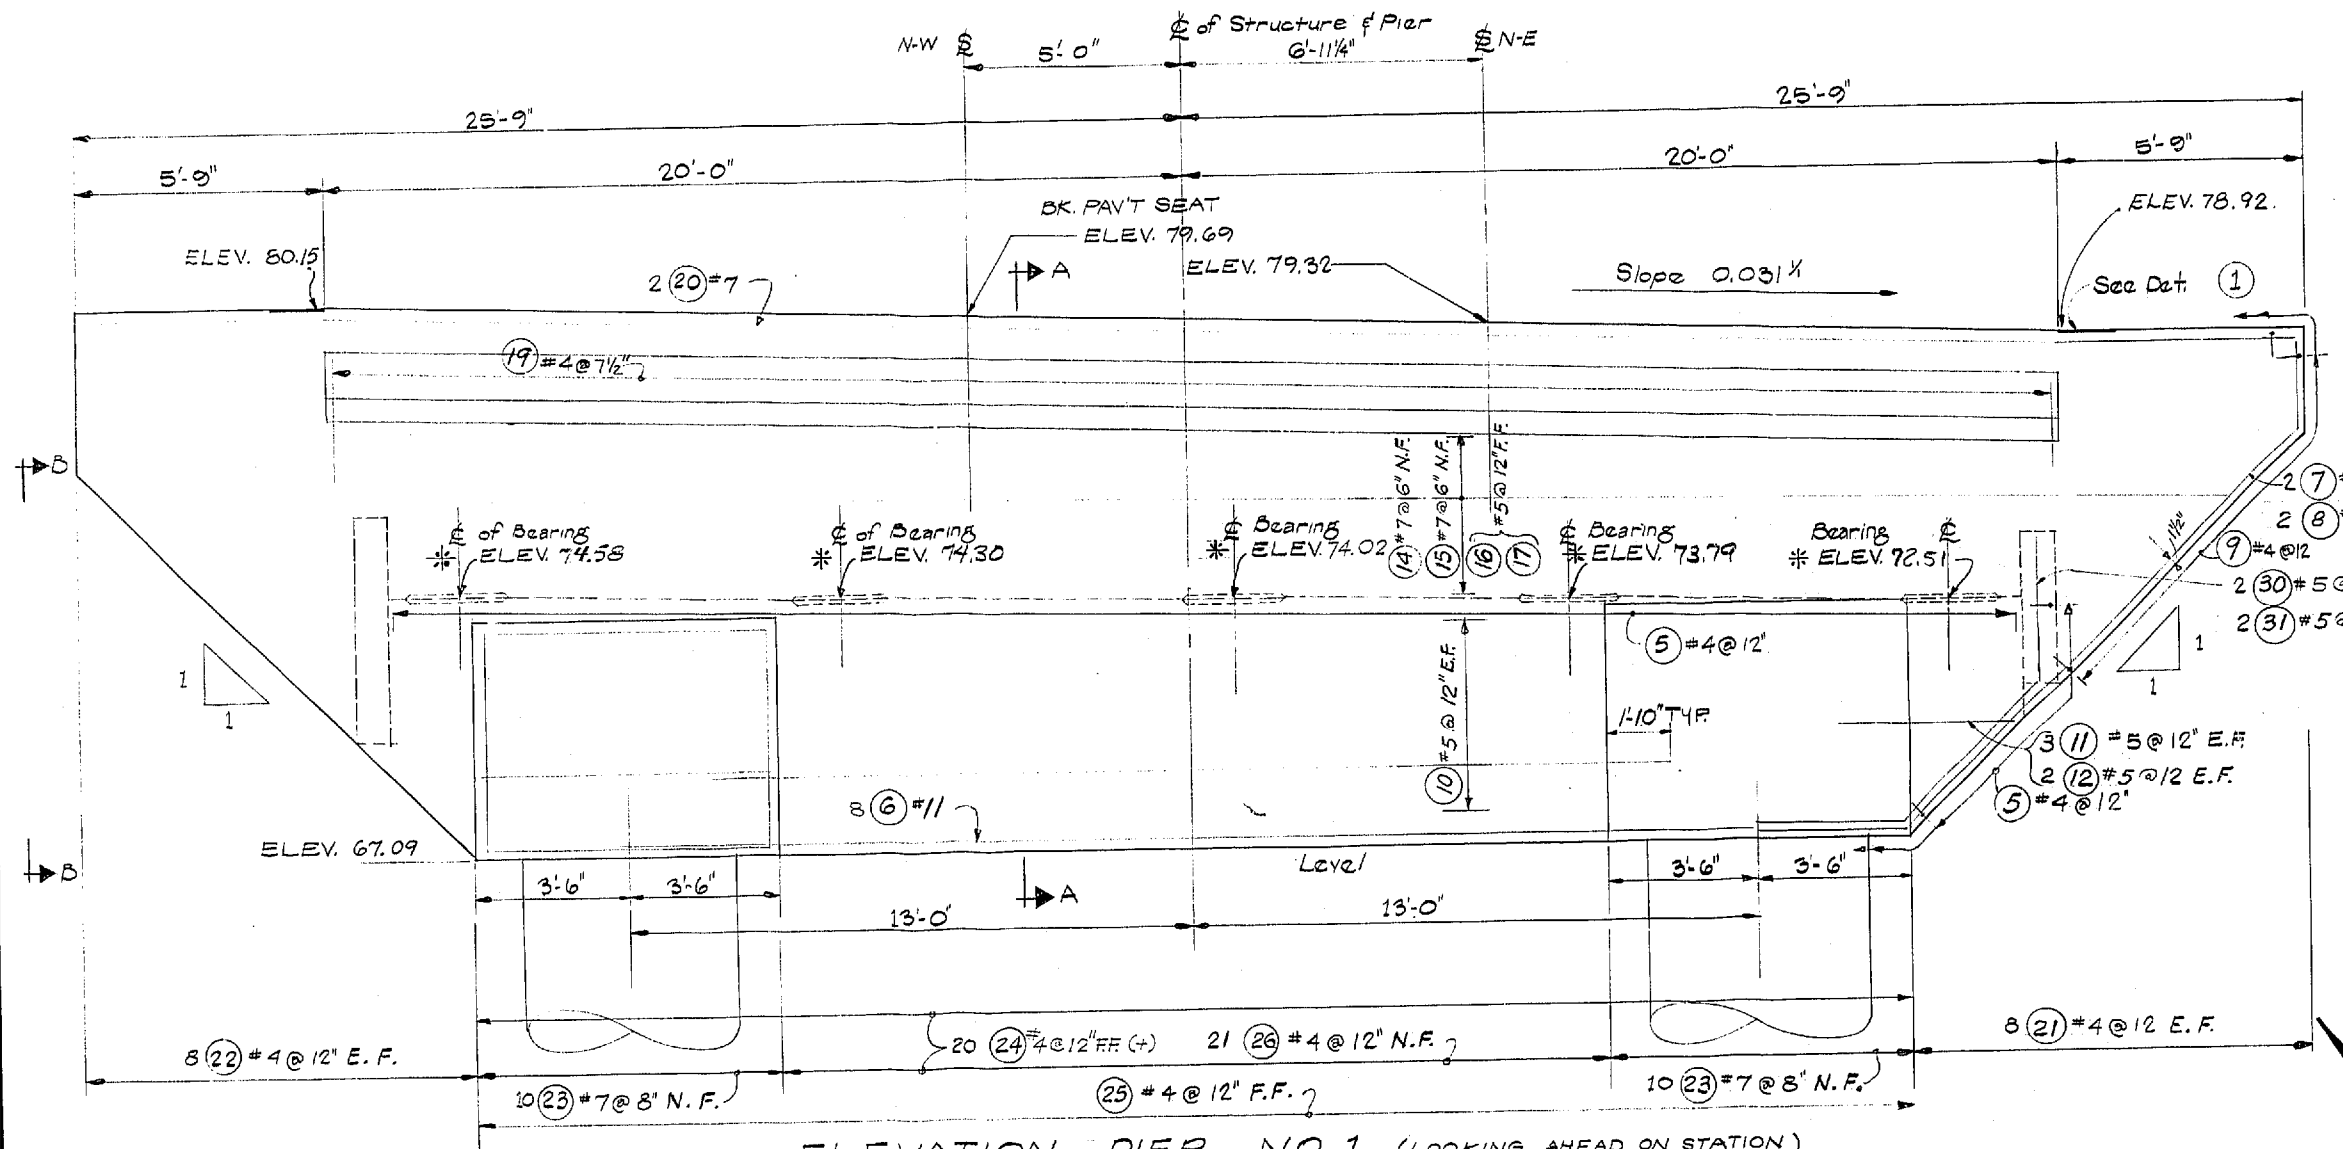 ℄ of Structure & Pier
N-W ℄ 5'-0" 6'-11¼" ℄ N-E
25'-9" 25'-9"
5'-9" 20'-0" 20'-0" 5'-9"
BK. PAV'T SEAT
ELEV. 79.69
ELEV. 78.92.
ELEV. 80.15
A
ELEV. 79.32
Slope 0.031
2 (20) #7
See Det. (1)
(19) #4 @ 7½"
B
(14) #7 @ 6" N.F.
(15) #7 @ 6" N.F.
(16) (17) #5 @ 12" F.F.
2 (7)
2 (8)
1½"
(9) #4 @12
2 (30) #5 @
2 (31) #5 @
℄ of Bearing
* ELEV. 74.58
℄ of Bearing
* ELEV. 74.30
℄ Bearing
* ELEV. 74.02
℄ Bearing
* ELEV. 73.79
Bearing ℄
* ELEV. 72.51
(5) #4 @ 12"
(10) #5 @ 12" E.F.
1'-10" TYP.
1
1
1
1
3 (11) #5 @ 12" E.F.
2 (12) #5 @ 12 E.F.
(5) #4 @ 12"
8 (6) #11
ELEV. 67.09
Level
B
A
3'-6" 3'-6" 3'-6" 3'-6"
13'-0" 13'-0"
8 (22) #4 @ 12" E. F.
20 (24) #4 @ 12" F.F. (+)
21 (26) #4 @ 12" N.F.
8 (21) #4 @ 12 E. F.
10 (23) #7 @ 8" N. F.
(25) #4 @ 12" F.F.
10 (23) #7 @ 8" N. F.
ELEVATION PIER NO. 1 (LOOKING AHEAD ON STATION)